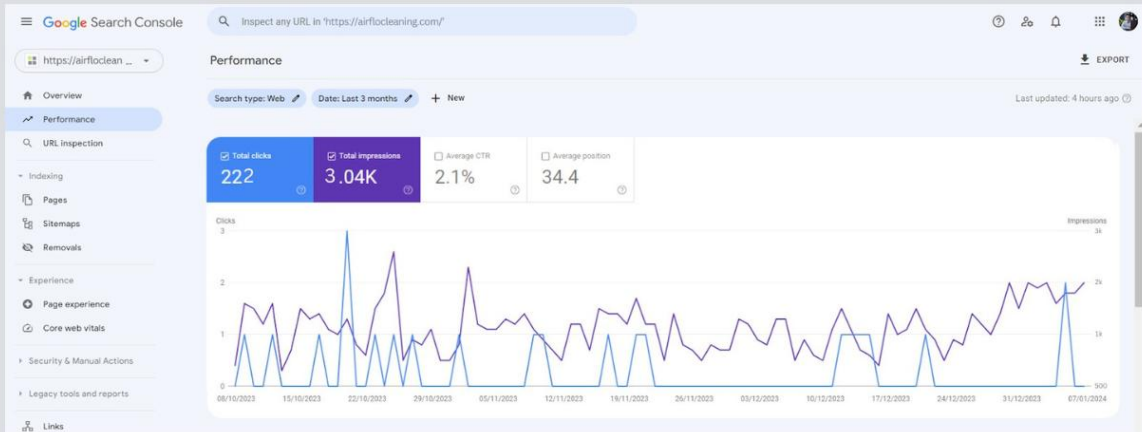 Google Search Console
Inspect any URL in 'https://airflocleaning.com/'
https://airfloclean ...
Performance
EXPORT
Overview
Search type: Web
Date: Last 3 months
+ New
Last updated: 4 hours ago
Performance
URL inspection
Total clicks
222
Total impressions
3.04K
Average CTR
2.1%
Average position
34.4
Indexing
Pages
Sitemaps
Removals
Clicks
Impressions
3
3k
2
2k
1
1k
0
500
08/10/2023 15/10/2023 22/10/2023 29/10/2023 05/11/2023 12/11/2023 19/11/2023 26/11/2023 03/12/2023 10/12/2023 17/12/2023 24/12/2023 31/12/2023 07/01/2024
Experience
Page experience
Core web vitals
Security & Manual Actions
Legacy tools and reports
Links